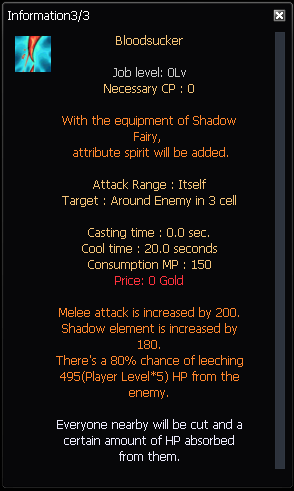 Information3/3
Bloodsucker
Job level: 0Lv
Necessary CP : 0
With the equipment of Shadow
Fairy,
attribute spirit will be added.
Attack Range : Itself
Target : Around Enemy in 3 cell
Casting time : 0.0 sec.
Cool time : 20.0 seconds
Consumption MP : 150
Price: 0 Gold
Melee attack is increased by 200.
Shadow element is increased by
180.
There's a 80% chance of leeching
495(Player Level*5) HP from the
enemy.
Everyone nearby will be cut and a
certain amount of HP absorbed
from them.